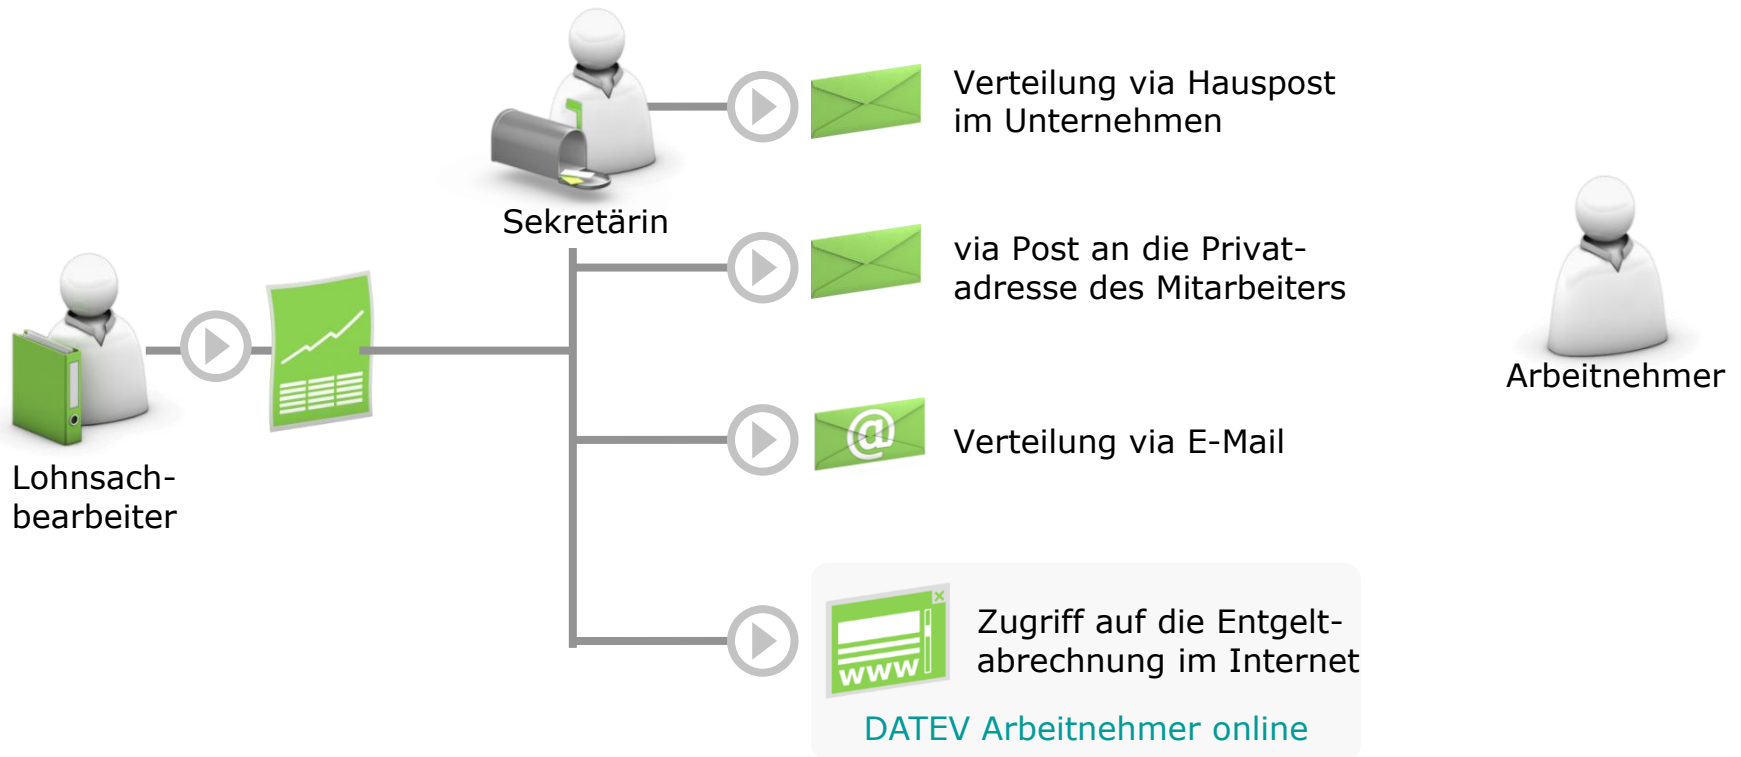 Verteilung via Hauspost
im Unternehmen
Sekretärin
via Post an die Privat-
adresse des Mitarbeiters
Arbeitnehmer
@
Verteilung via E-Mail
Lohnsach-
bearbeiter
Zugriff auf die Entgelt-
abrechnung im Internet
www
DATEV Arbeitnehmer online